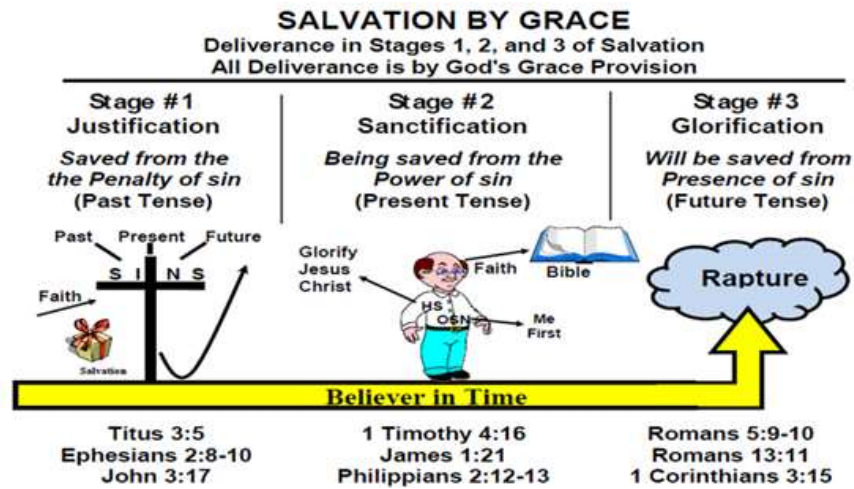 SALVATION BY GRACE
Deliverance in Stages 1, 2, and 3 of Salvation
All Deliverance is by God's Grace Provision
Stage #1
Justification
Saved from the
the Penalty of sin
(Past Tense)
Past Present Future
S I N S
Faith
Salvation
Stage #2
Sanctification
Being saved from the
Power of sin
(Present Tense)
Glorify
Jesus
Christ
Faith
Bible
HS
OSN
Me
First
Stage #3
Glorification
Will be saved from
Presence of sin
(Future Tense)
Rapture
Believer in Time
Titus 3:5
Ephesians 2:8-10
John 3:17
1 Timothy 4:16
James 1:21
Philippians 2:12-13
Romans 5:9-10
Romans 13:11
1 Corinthians 3:15